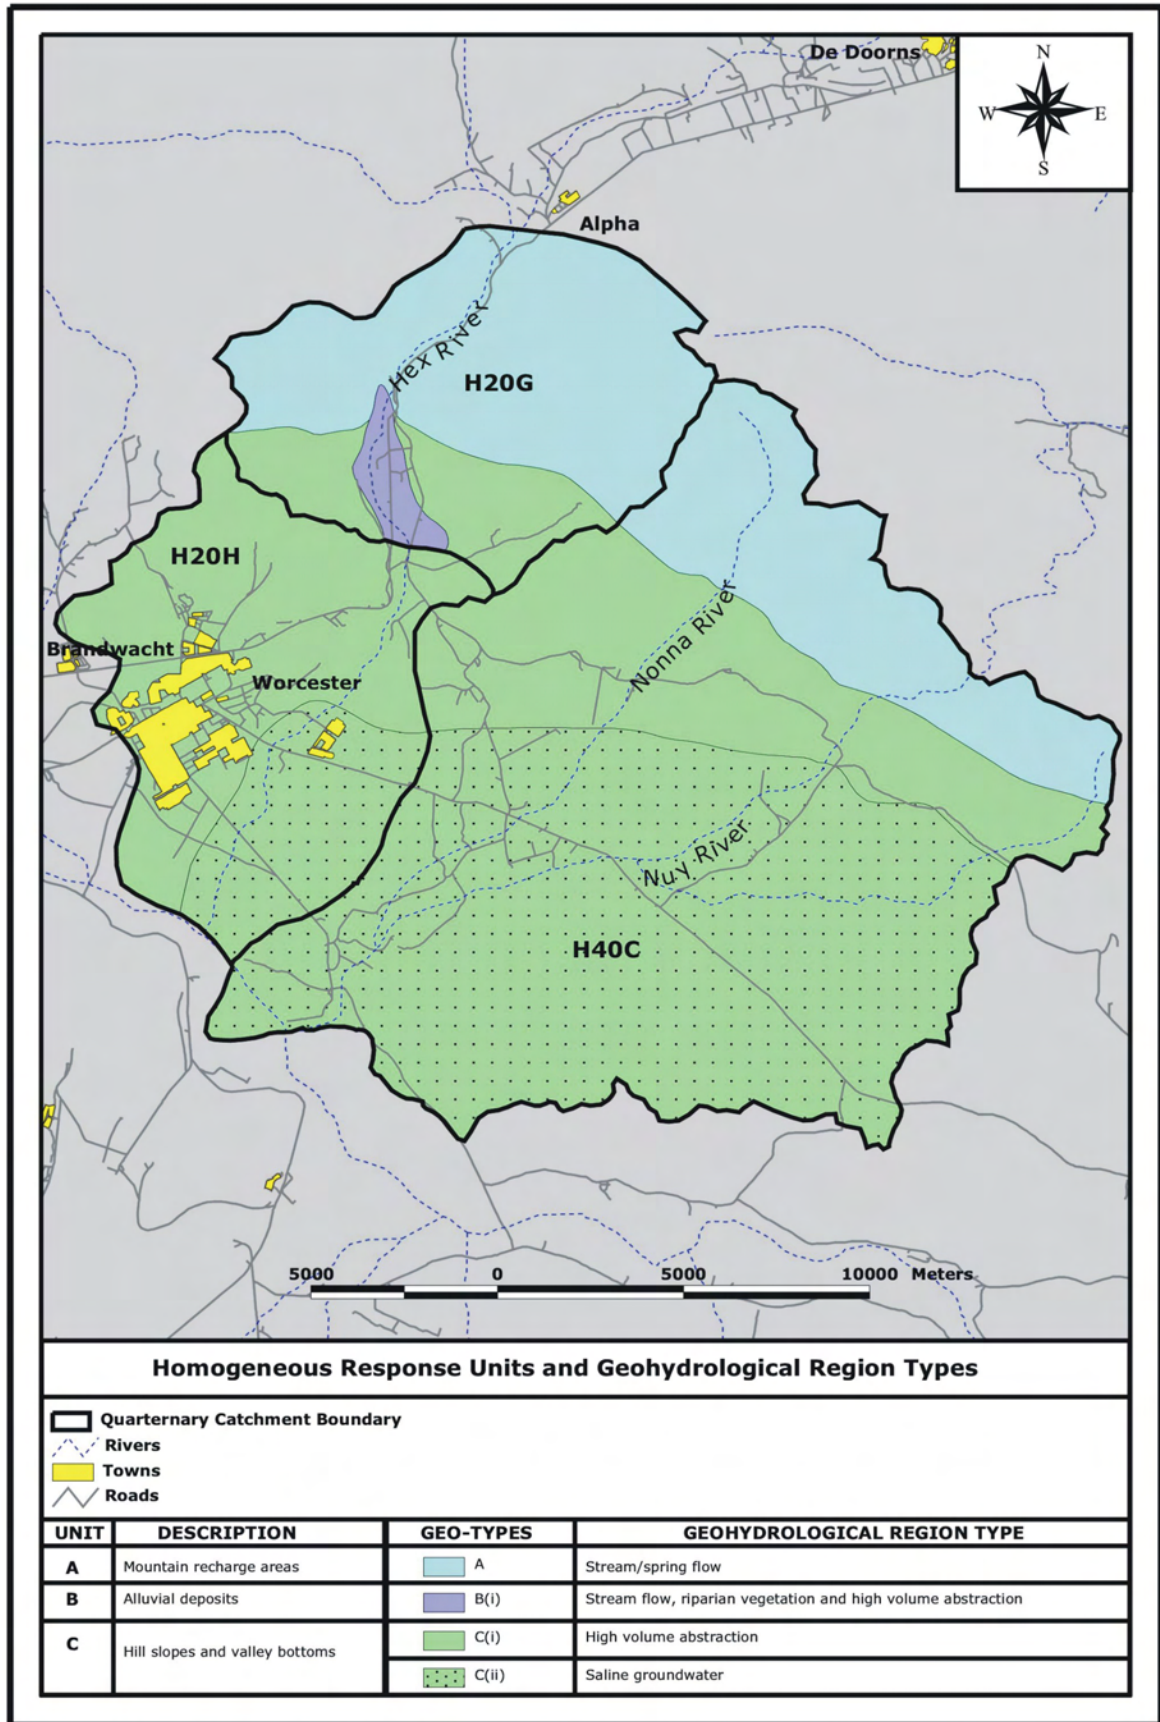 De Doorns
N
W E
S
Alpha
Hex River
H20G
H20H
Nonna River
Brandwacht
Worcester
Nuy River
H40C
5000 0 5000 10000 Meters
Homogeneous Response Units and Geohydrological Region Types
Quarternary Catchment Boundary
Rivers
Towns
Roads
UNIT DESCRIPTION GEO-TYPES GEOHYDROLOGICAL REGION TYPE
A Mountain recharge areas A Stream/spring flow
B Alluvial deposits B(i) Stream flow, riparian vegetation and high volume abstraction
C Hill slopes and valley bottoms C(i) High volume abstraction
C(ii) Saline groundwater